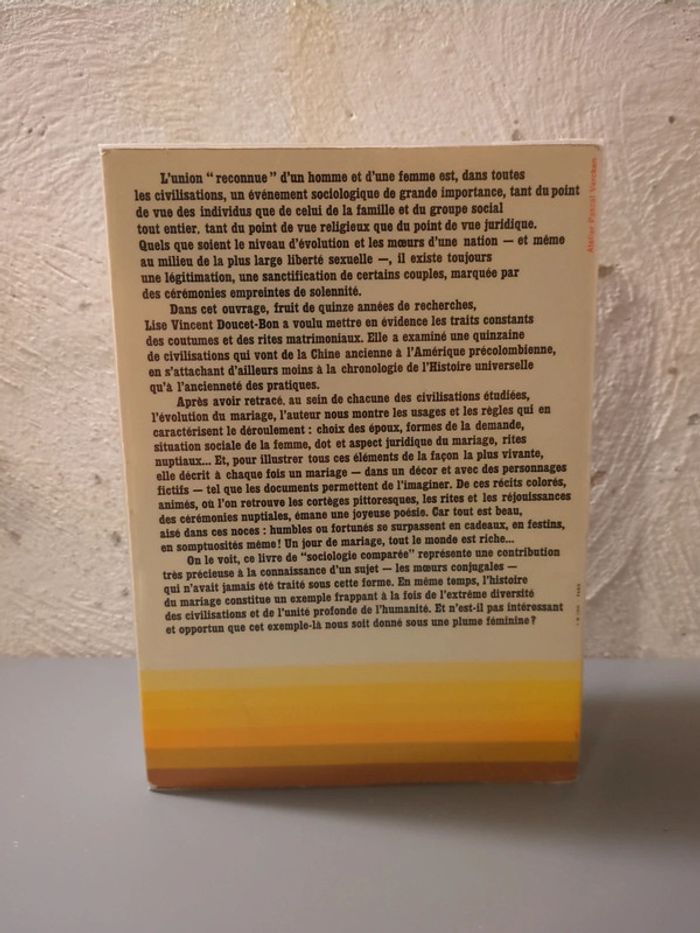 L'union “ reconnue ” d'un homme et d'une femme est, dans toutes
les civilisations, un événement sociologique de grande importance, tant du point
de vue des individus que de celui de la famille et du groupe social
tout entier, tant du point de vue religieux que du point de vue juridique.
Quels que soient le niveau d'évolution et les mœurs d'une nation — et même
au milieu de la plus large liberté sexuelle —, il existe toujours
une légitimation, une sanctification de certains couples, marquée par
des cérémonies empreintes de solennité.
Dans cet ouvrage, fruit de quinze années de recherches,
Lise Vincent Doucet-Bon a voulu mettre en évidence les traits constants
des coutumes et des rites matrimoniaux. Elle a examiné une quinzaine
de civilisations qui vont de la Chine ancienne à l'Amérique précolombienne,
en s'attachant d'ailleurs moins à la chronologie de l'Histoire universelle
qu'à l'ancienneté des pratiques.
Après avoir retracé, au sein de chacune des civilisations étudiées,
l'évolution du mariage, l'auteur nous montre les usages et les règles qui en
caractérisent le déroulement : choix des époux, formes de la demande,
situation sociale de la femme, dot et aspect juridique du mariage, rites
nuptiaux... Et, pour illustrer tous ces éléments de la façon la plus vivante,
elle décrit à chaque fois un mariage — dans un décor et avec des personnages
fictifs — tel que les documents permettent de l'imaginer. De ces récits colorés,
animés, où l'on retrouve les cortèges pittoresques, les rites et les réjouissances
des cérémonies nuptiales, émane une joyeuse poésie. Car tout est beau,
aisé dans ces noces : humbles ou fortunés se surpassent en cadeaux, en festins,
en somptuosités même ! Un jour de mariage, tout le monde est riche...
On le voit, ce livre de “sociologie comparée” représente une contribution
très précieuse à la connaissance d'un sujet — les mœurs conjugales —
qui n'avait jamais été traité sous cette forme. En même temps, l'histoire
du mariage constitue un exemple frappant à la fois de l'extrême diversité
des civilisations et de l'unité profonde de l'humanité. Et n'est-il pas intéressant
et opportun que cet exemple-là nous soit donné sous une plume féminine ?
Atelier Pascal Vercken